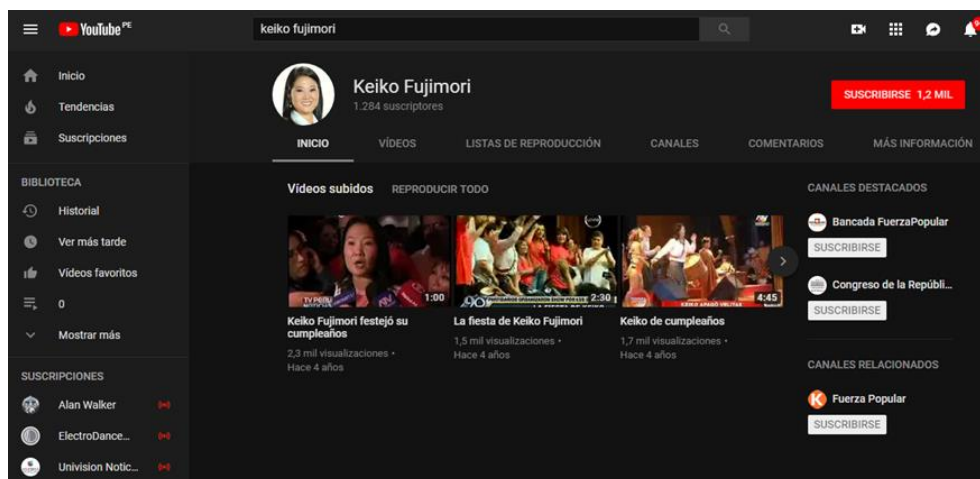 YouTube PE
keiko fujimori
Inicio
Tendencias
Suscripciones
BIBLIOTECA
Historial
Ver más tarde
Vídeos favoritos
0
Mostrar más
SUSCRIPCIONES
Alan Walker
ElectroDance...
Univision Notic...
Keiko Fujimori
1.284 suscriptores
SUSCRIBIRSE 1,2 MIL
INICIO
VÍDEOS
LISTAS DE REPRODUCCIÓN
CANALES
COMENTARIOS
MÁS INFORMACIÓN
Vídeos subidos REPRODUCIR TODO
TV PERÚ
1:00
Keiko Fujimori festejó su
cumpleaños
2,3 mil visualizaciones •
Hace 4 años
2:30
La fiesta de Keiko Fujimori
1,5 mil visualizaciones •
Hace 4 años
4:45
Keiko de cumpleaños
1,7 mil visualizaciones •
Hace 4 años
CANALES DESTACADOS
Bancada FuerzaPopular
SUSCRIBIRSE
Congreso de la Repúbli...
SUSCRIBIRSE
CANALES RELACIONADOS
K
Fuerza Popular
SUSCRIBIRSE